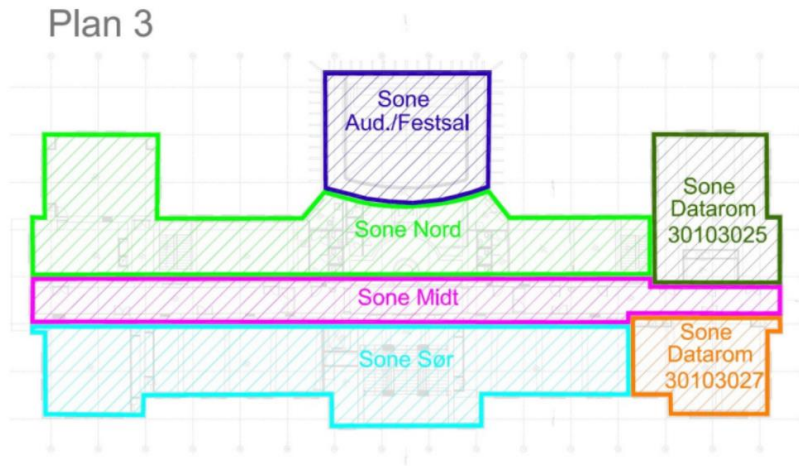 Plan 3
Sone
Aud./Festsal
Sone
Datarom
30103025
Sone Nord
Sone Midt
Sone Sør
Sone
Datarom
30103027